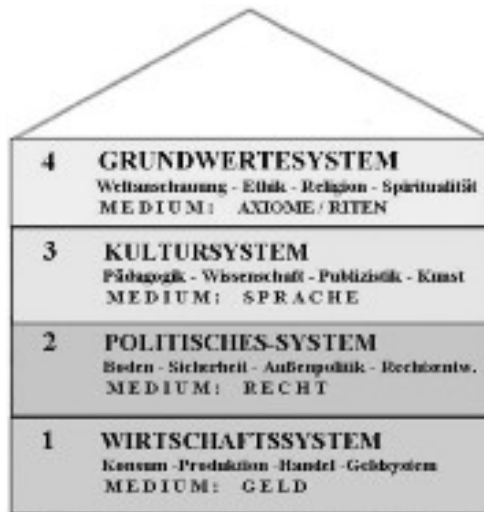 4 GRUNDWERTESYSTEM
Weltanschauung - Ethik - Religion - Spiritualität
MEDIUM: AXIOME / RITEN
3 KULTURSYSTEM
Pädagogik - Wissenschaft - Publizistik - Kunst
MEDIUM: SPRACHE
2 POLITISCHES-SYSTEM
Boden - Sicherheit - Außenpolitik - Rechtsentw.
MEDIUM: RECHT
1 WIRTSCHAFTSSYSTEM
Konsum -Produktion -Handel -Geldsystem
MEDIUM: GELD